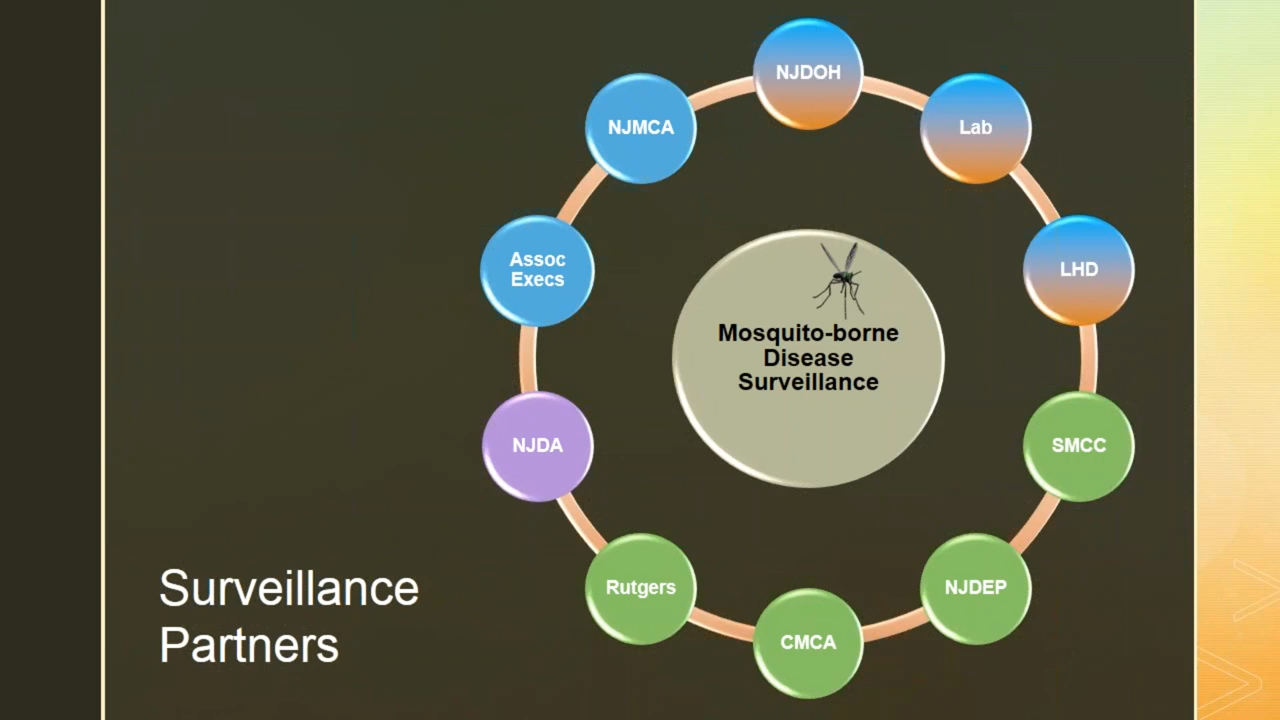 NJDOH
NJMCA
Lab
Assoc
Execs
LHD
Mosquito-borne
Disease
Surveillance
NJDA
SMCC
Rutgers
NJDEP
CMCA
Surveillance
Partners